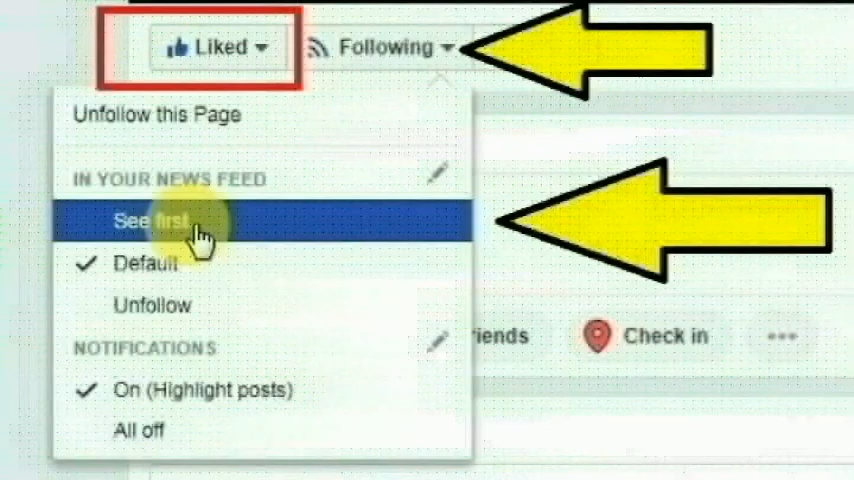 Liked Following
Unfollow this Page
IN YOUR NEWS FEED
See first
Default
Unfollow
riends Check in
NOTIFICATIONS
On (Highlight posts)
All off